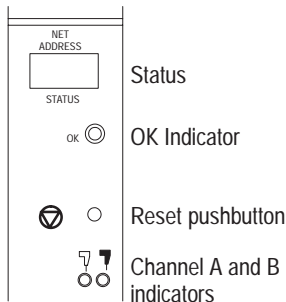 NET
ADDRESS
Status
STATUS
OK
OK Indicator
Reset pushbutton
Channel A and B
indicators